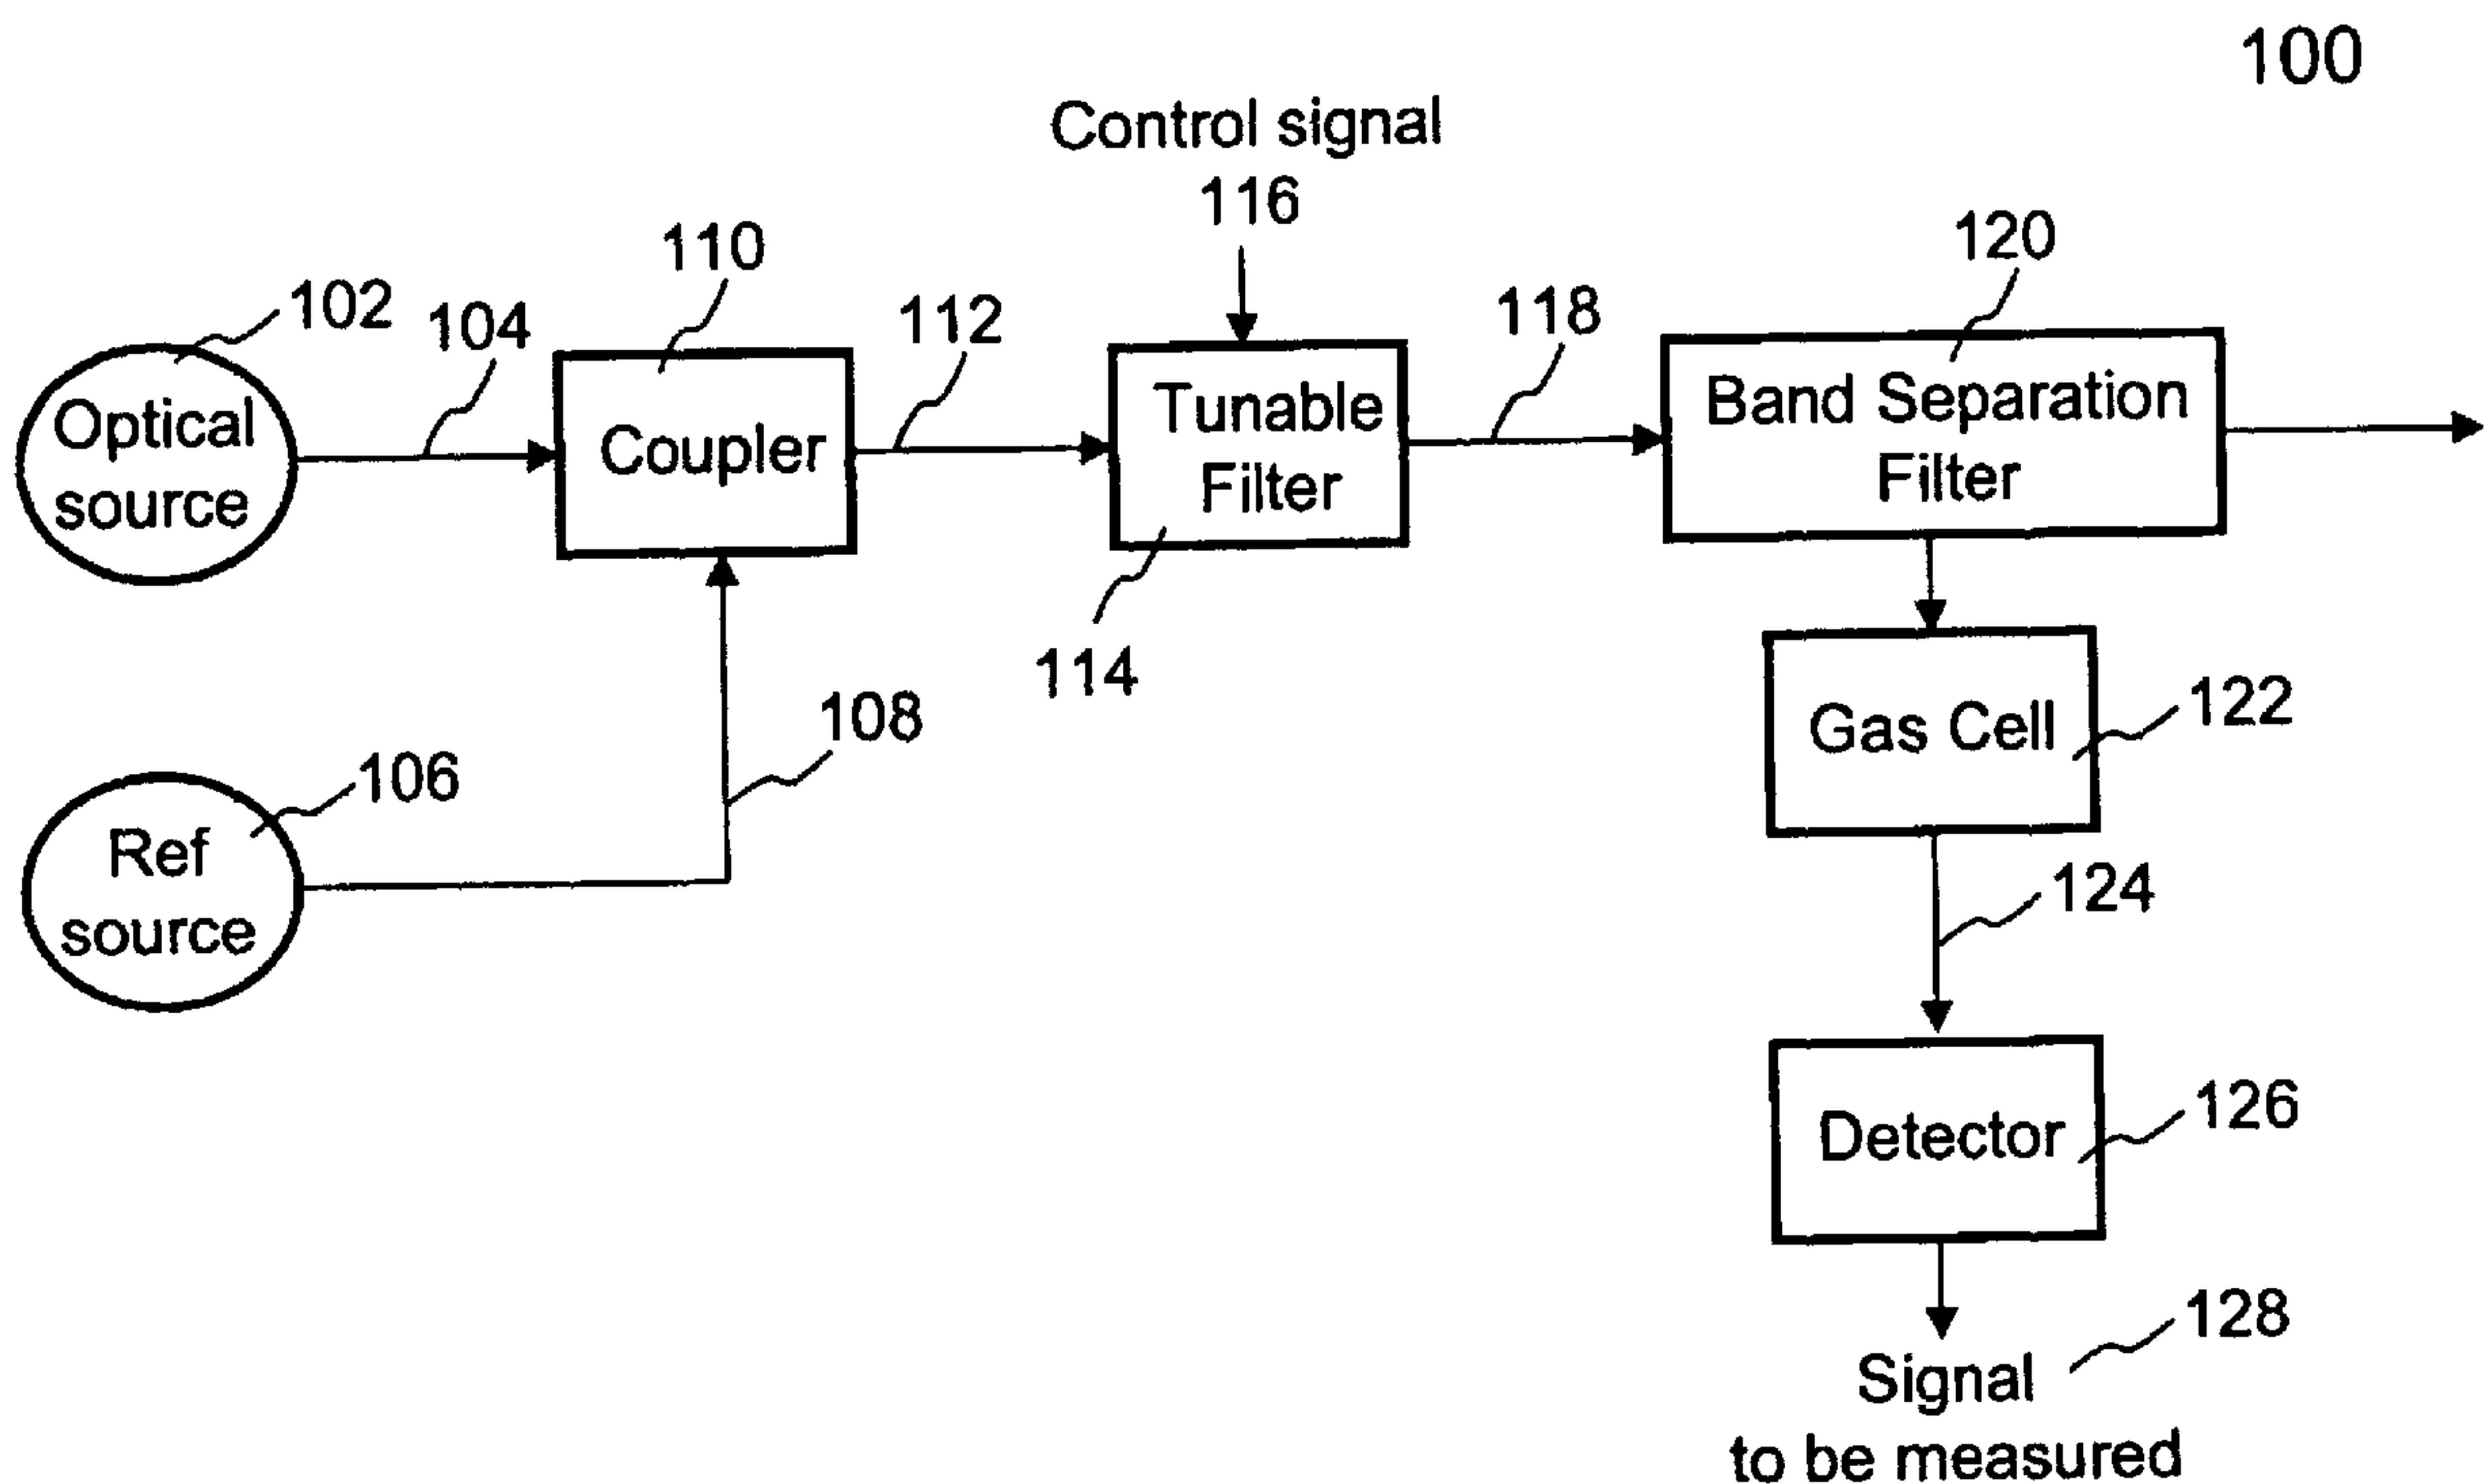 100
Control signal
116
110
120
102
104
112
118
Optical
source
Coupler
Tunable
Filter
Band Separation
Filter
114
108
Gas Cell
122
106
Ref
source
124
Detector
126
128
Signal
to be measured